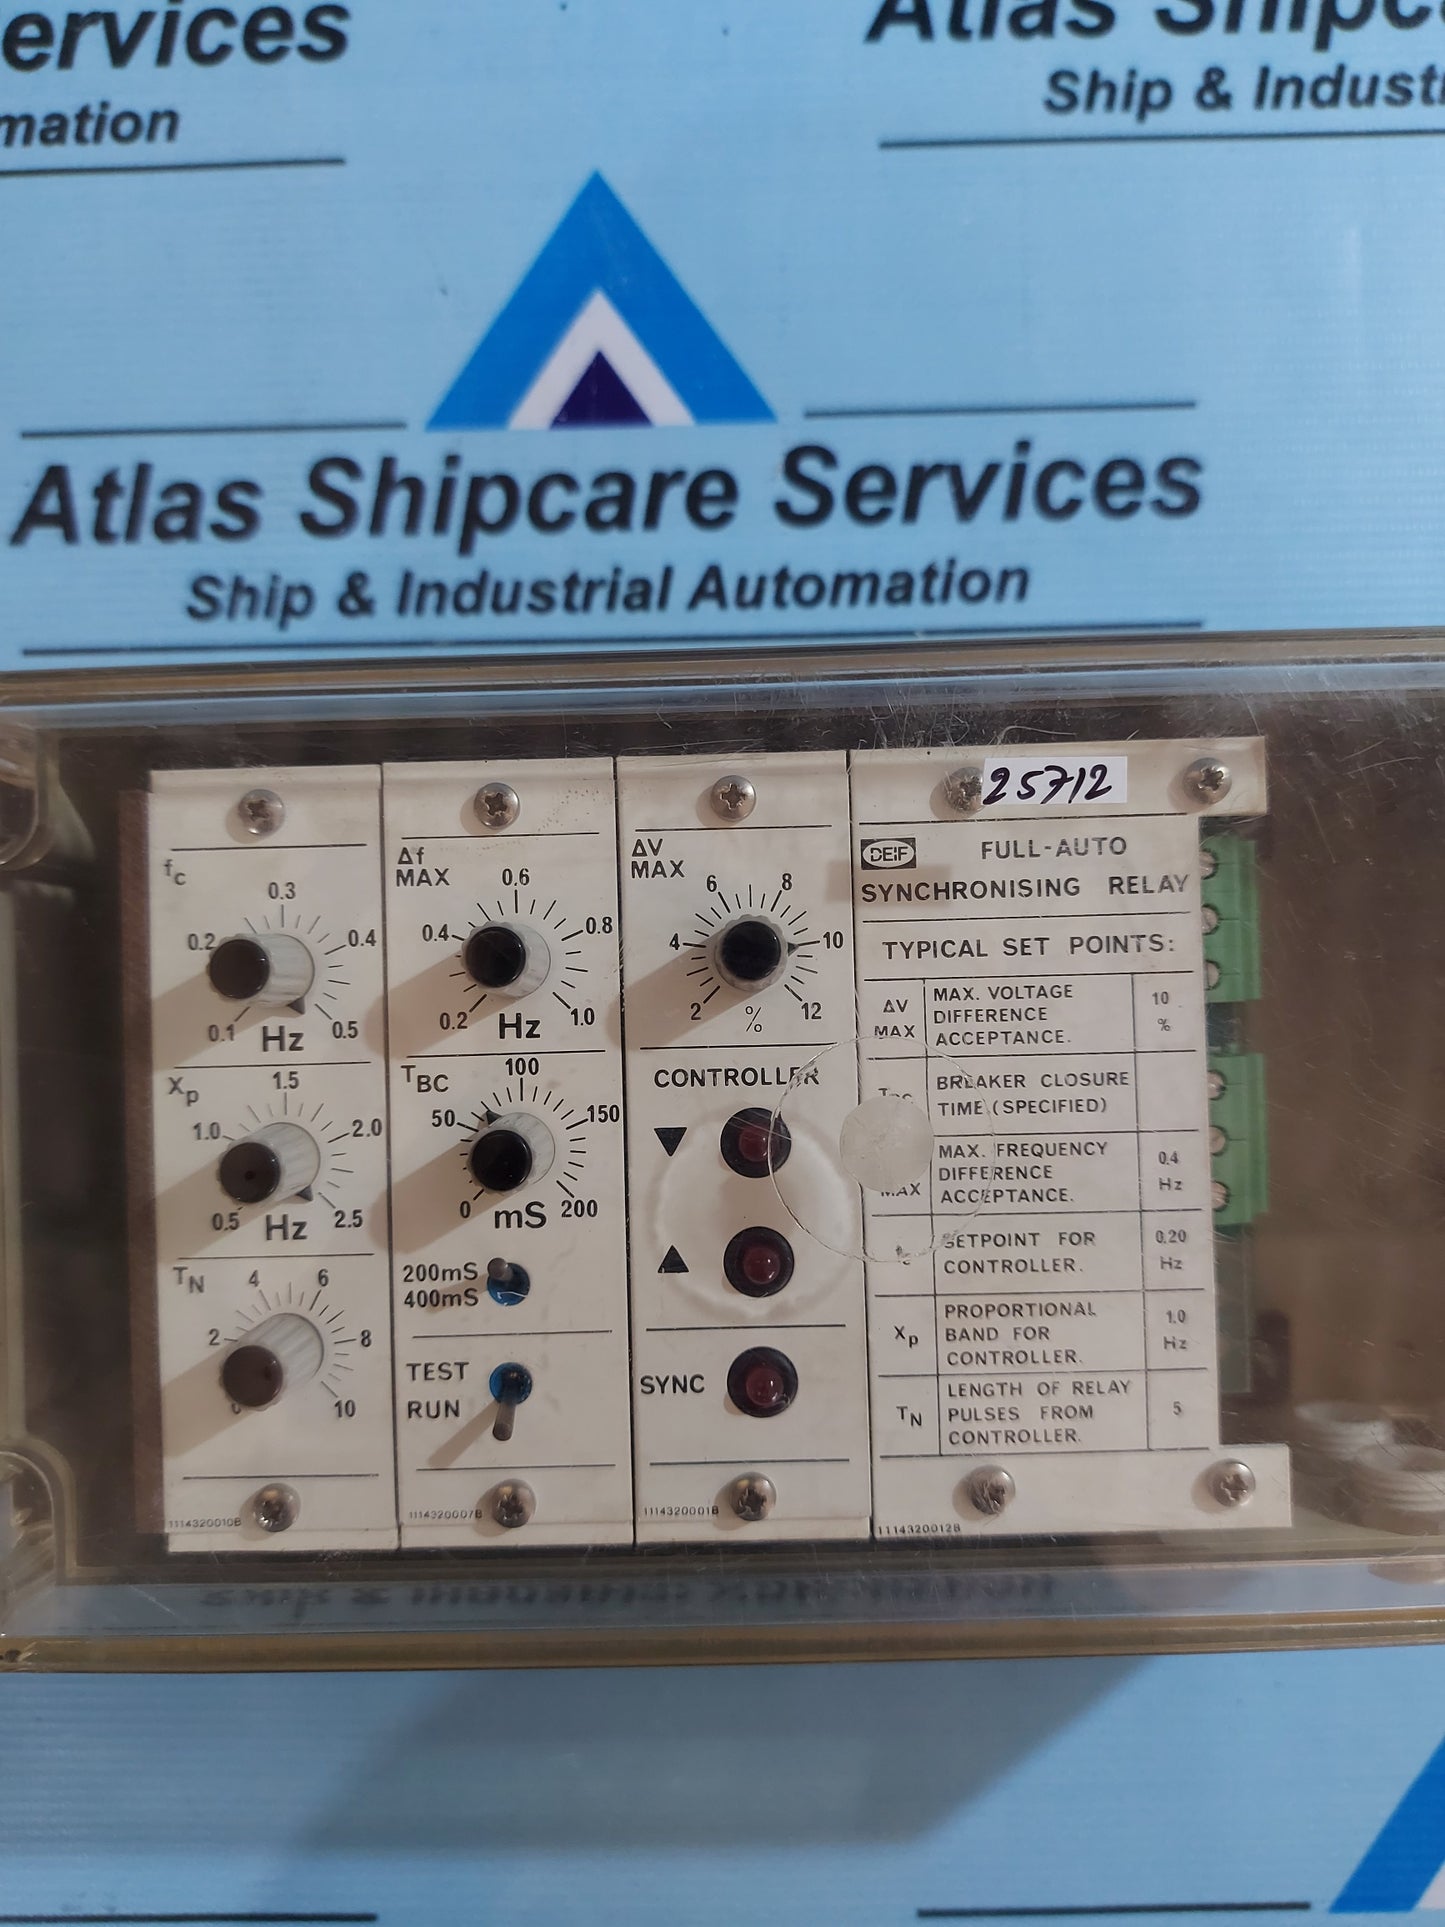 ervices
mation
Atlas Shipc
Ship & Industr
Atlas Shipcare Services
Ship & Industrial Automation
25712
fc
0.1
0.2
0.3
0.4
0.5
Hz
Xp
0.5
1.0
1.5
2.0
2.5
Hz
TN
2
4
6
8
10
1114320010B
Δf
MAX
0.2
0.4
0.6
0.8
1.0
Hz
TBC
0
50
100
150
200
mS
200mS
400mS
TEST
RUN
1114320007B
ΔV
MAX
2
4
6
8
10
12
%
CONTROLLER
▼
▲
SYNC
1114320001B
DEIF
FULL-AUTO
SYNCHRONISING RELAY
TYPICAL SET POINTS:
ΔV
MAX
MAX. VOLTAGE
DIFFERENCE
ACCEPTANCE.
10
%
BREAKER CLOSURE
TIME (SPECIFIED)
MAX
MAX. FREQUENCY
DIFFERENCE
ACCEPTANCE.
0.4
Hz
SETPOINT FOR
CONTROLLER.
0.20
Hz
Xp
PROPORTIONAL
BAND FOR
CONTROLLER.
1.0
Hz
TN
LENGTH OF RELAY
PULSES FROM
CONTROLLER.
5
1114320012B